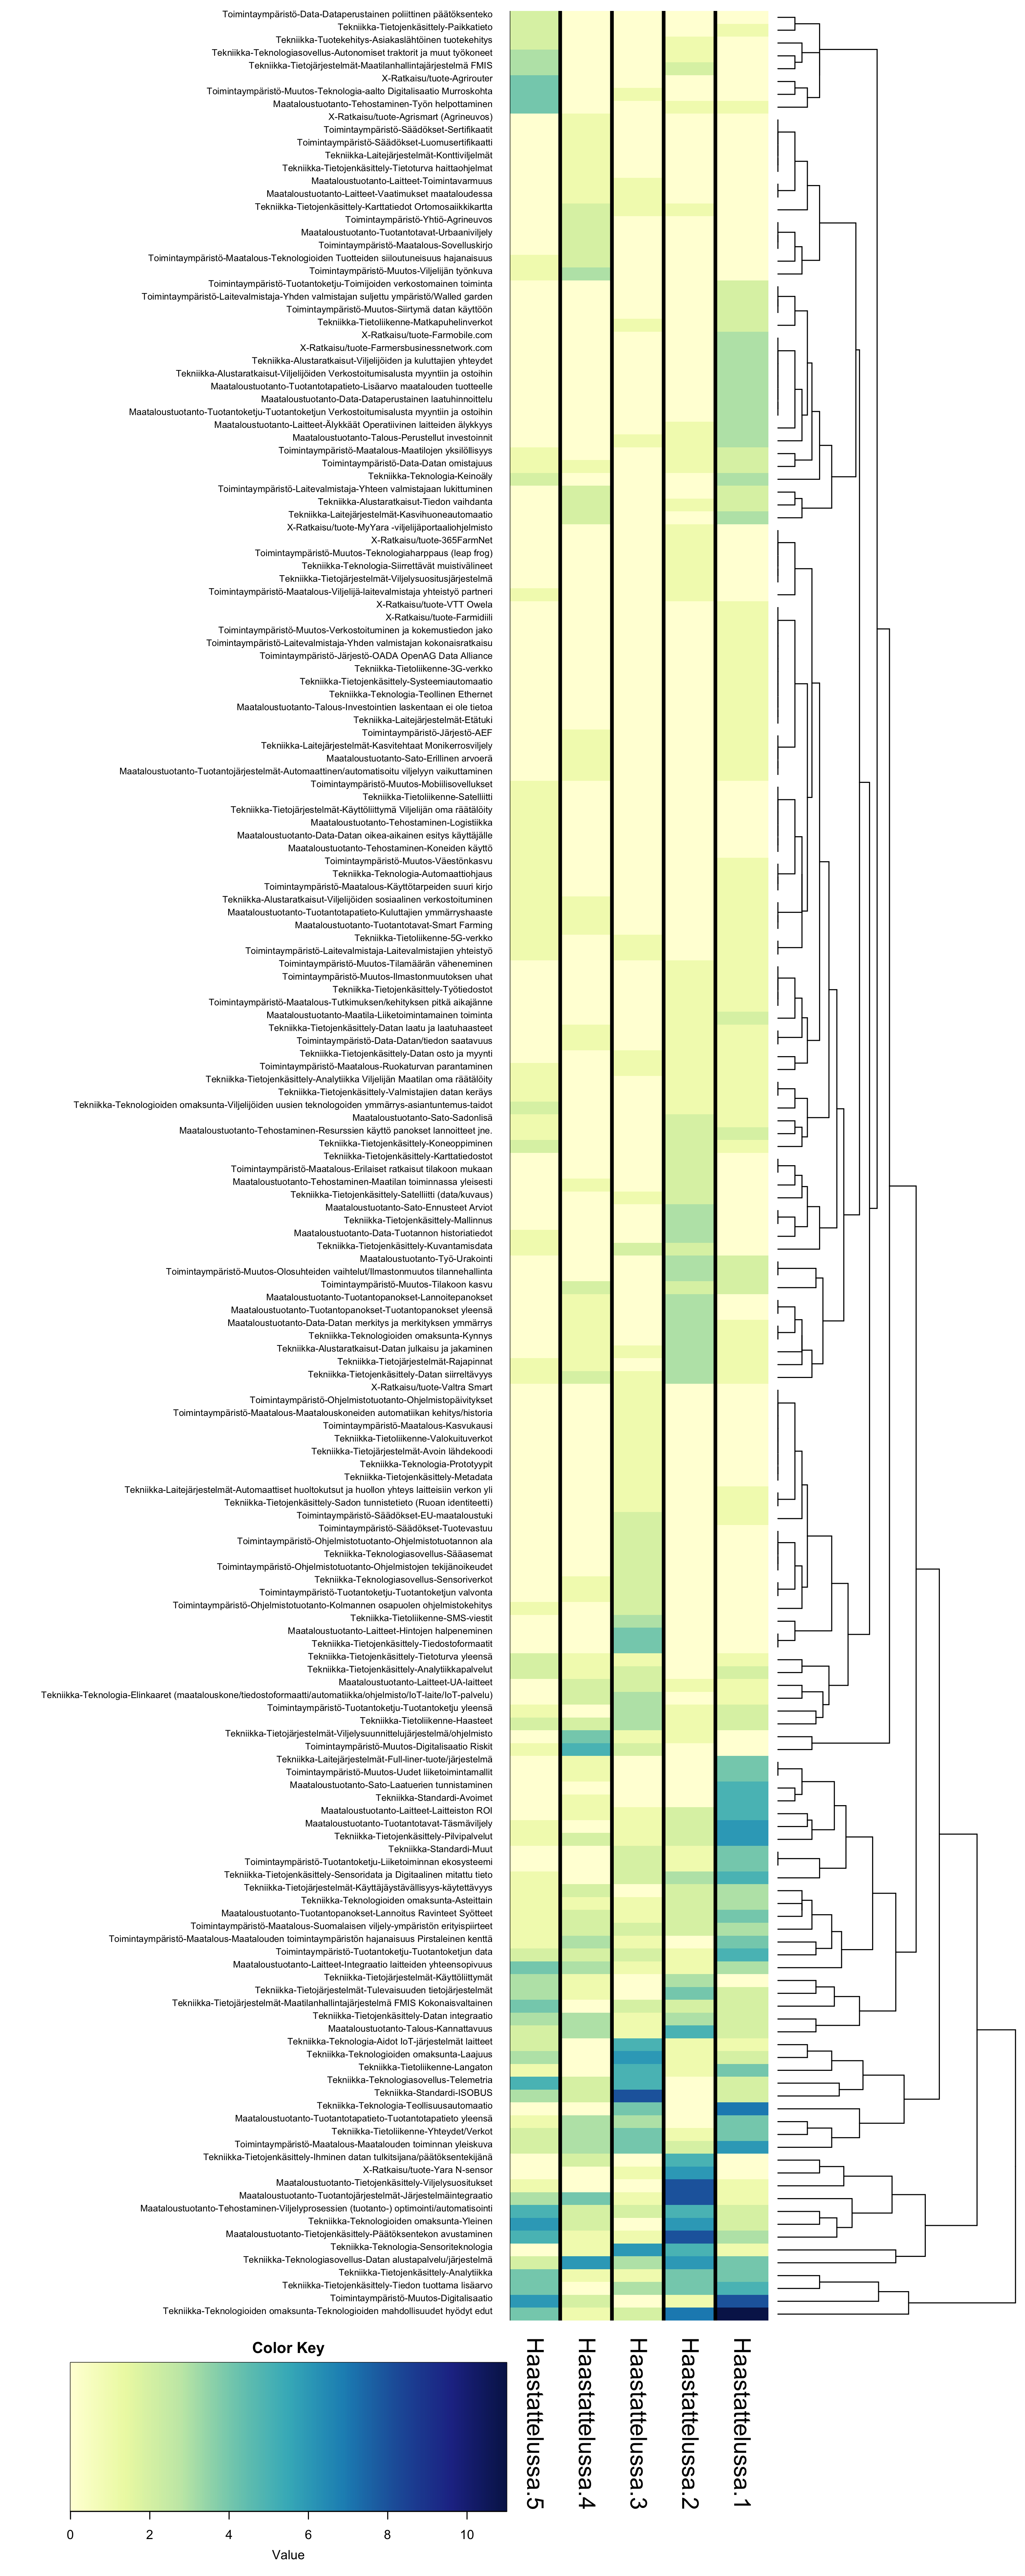 Toimintaympäristö-Data-Dataperustainen poliittinen päätöksenteko
Tekniikka-Tietojenkäsittely-Paikkatieto
Tekniikka-Tuotekehitys-Asiakaslähtöinen tuotekehitys
Tekniikka-Teknologiasovellus-Autonomiset traktorit ja muut työkoneet
Tekniikka-Tietojärjestelmät-Maatilanhallintajärjestelmä FMIS
X-Ratkaisu/tuote-Agrirouter
Toimintaympäristö-Muutos-Teknologia-aalto Digitalisaatio Murroskohta
Maataloustuotanto-Tehostaminen-Työn helpottaminen
X-Ratkaisu/tuote-Agrismart (Agrineuvos)
Toimintaympäristö-Säädökset-Sertifikaatit
Toimintaympäristö-Säädökset-Luomusertifikaatti
Tekniikka-Laitejärjestelmät-Konttiviljelmät
Tekniikka-Tietojenkäsittely-Tietoturva haittaohjelmat
Maataloustuotanto-Laitteet-Toimintavarmuus
Maataloustuotanto-Laitteet-Vaatimukset maataloudessa
Tekniikka-Tietojenkäsittely-Karttatiedot Ortomosaiikkikartta
Toimintaympäristö-Yhtiö-Agrineuvos
Maataloustuotanto-Tuotantotavat-Urbaaniviljely
Toimintaympäristö-Maatalous-Sovelluskirjo
Toimintaympäristö-Maatalous-Teknologioiden Tuotteiden siiloutuneisuus hajanaisuus
Toimintaympäristö-Muutos-Viljelijän työnkuva
Toimintaympäristö-Tuotantoketju-Toimijoiden verkostomainen toiminta
Toimintaympäristö-Laitevalmistaja-Yhden valmistajan suljettu ympäristö/Walled garden
Toimintaympäristö-Muutos-Siirtymä datan käyttöön
Tekniikka-Tietoliikenne-Matkapuhelinverkot
X-Ratkaisu/tuote-Farmobile.com
X-Ratkaisu/tuote-Farmersbusinessnetwork.com
Tekniikka-Alustaratkaisut-Viljelijöiden ja kuluttajien yhteydet
Tekniikka-Alustaratkaisut-Viljelijöiden Verkostoitumisalusta myyntiin ja ostoihin
Maataloustuotanto-Tuotantotapatieto-Lisäarvo maatalouden tuotteelle
Maataloustuotanto-Data-Dataperustainen laatuhinnoittelu
Maataloustuotanto-Tuotantoketju-Tuotantoketjun Verkostoitumisalusta myyntiin ja ostoihin
Maataloustuotanto-Laitteet-Älykkäät Operatiivinen laitteiden älykkyys
Maataloustuotanto-Talous-Perustellut investoinnit
Toimintaympäristö-Maatalous-Maatilojen yksilöllisyys
Toimintaympäristö-Data-Datan omistajuus
Tekniikka-Teknologia-Keinoäly
Toimintaympäristö-Laitevalmistaja-Yhteen valmistajaan lukittuminen
Tekniikka-Alustaratkaisut-Tiedon vaihdanta
Tekniikka-Laitejärjestelmät-Kasvihuoneautomaatio
X-Ratkaisu/tuote-MyYara -viljelijäportaaliohjelmisto
X-Ratkaisu/tuote-365FarmNet
Toimintaympäristö-Muutos-Teknologiaharppaus (leap frog)
Tekniikka-Teknologia-Siirrettävät muistivälineet
Tekniikka-Tietojärjestelmät-Viljelysuositusjärjestelmä
Toimintaympäristö-Maatalous-Viljelijä-laitevalmistaja yhteistyö partneri
X-Ratkaisu/tuote-VTT Owela
X-Ratkaisu/tuote-Farmidiili
Toimintaympäristö-Muutos-Verkostoituminen ja kokemustiedon jako
Toimintaympäristö-Laitevalmistaja-Yhden valmistajan kokonaisratkaisu
Toimintaympäristö-Järjestö-OADA OpenAG Data Alliance
Tekniikka-Tietoliikenne-3G-verkko
Tekniikka-Tietojenkäsittely-Systeemiautomaatio
Tekniikka-Teknologia-Teollinen Ethernet
Maataloustuotanto-Talous-Investointien laskentaan ei ole tietoa
Tekniikka-Laitejärjestelmät-Etätuki
Toimintaympäristö-Järjestö-AEF
Tekniikka-Laitejärjestelmät-Kasvitehtaat Monikerrosviljely
Maataloustuotanto-Sato-Erillinen arvoerä
Maataloustuotanto-Tuotantojärjestelmät-Automaattinen/automatisoitu viljelyyn vaikuttaminen
Toimintaympäristö-Muutos-Mobiilisovellukset
Tekniikka-Tietoliikenne-Satelliitti
Tekniikka-Tietojärjestelmät-Käyttöliittymä Viljelijän oma räätälöity
Maataloustuotanto-Tehostaminen-Logistiikka
Maataloustuotanto-Data-Datan oikea-aikainen esitys käyttäjälle
Maataloustuotanto-Tehostaminen-Koneiden käyttö
Toimintaympäristö-Muutos-Väestönkasvu
Tekniikka-Teknologia-Automaattiohjaus
Toimintaympäristö-Maatalous-Käyttötarpeiden suuri kirjo
Tekniikka-Alustaratkaisut-Viljelijöiden sosiaalinen verkostoituminen
Maataloustuotanto-Tuotantotapatieto-Kuluttajien ymmärryshaaste
Maataloustuotanto-Tuotantotavat-Smart Farming
Tekniikka-Tietoliikenne-5G-verkko
Toimintaympäristö-Laitevalmistaja-Laitevalmistajien yhteistyö
Toimintaympäristö-Muutos-Tilamäärän väheneminen
Toimintaympäristö-Muutos-Ilmastonmuutoksen uhat
Tekniikka-Tietojenkäsittely-Työtiedostot
Toimintaympäristö-Maatalous-Tutkimuksen/kehityksen pitkä aikajänne
Maataloustuotanto-Maatila-Liiketoimintamainen toiminta
Tekniikka-Tietojenkäsittely-Datan laatu ja laatuhaasteet
Toimintaympäristö-Data-Datan/tiedon saatavuus
Tekniikka-Tietojenkäsittely-Datan osto ja myynti
Toimintaympäristö-Maatalous-Ruokaturvan parantaminen
Tekniikka-Tietojenkäsittely-Analytiikka Viljelijän Maatilan oma räätälöity
Tekniikka-Tietojenkäsittely-Valmistajien datan keräys
Tekniikka-Teknologioiden omaksunta-Viljelijöiden uusien teknologoiden ymmärrys-asiantuntemus-taidot
Maataloustuotanto-Sato-Sadonlisä
Maataloustuotanto-Tehostaminen-Resurssien käyttö panokset lannoitteet jne.
Tekniikka-Tietojenkäsittely-Koneoppiminen
Tekniikka-Tietojenkäsittely-Karttatiedostot
Toimintaympäristö-Maatalous-Erilaiset ratkaisut tilakoon mukaan
Maataloustuotanto-Tehostaminen-Maatilan toiminnassa yleisesti
Tekniikka-Tietojenkäsittely-Satelliitti (data/kuvaus)
Maataloustuotanto-Sato-Ennusteet Arviot
Tekniikka-Tietojenkäsittely-Mallinnus
Maataloustuotanto-Data-Tuotannon historiatiedot
Tekniikka-Tietojenkäsittely-Kuvantamisdata
Maataloustuotanto-Työ-Urakointi
Toimintaympäristö-Muutos-Olosuhteiden vaihtelut/Ilmastonmuutos tilannehallinta
Toimintaympäristö-Muutos-Tilakoon kasvu
Maataloustuotanto-Tuotantopanokset-Lannoitepanokset
Maataloustuotanto-Tuotantopanokset-Tuotantopanokset yleensä
Maataloustuotanto-Data-Datan merkitys ja merkityksen ymmärrys
Tekniikka-Teknologioiden omaksunta-Kynnys
Tekniikka-Alustaratkaisut-Datan julkaisu ja jakaminen
Tekniikka-Tietojärjestelmät-Rajapinnat
Tekniikka-Tietojenkäsittely-Datan siirreltävyys
X-Ratkaisu/tuote-Valtra Smart
Toimintaympäristö-Ohjelmistotuotanto-Ohjelmistopäivitykset
Toimintaympäristö-Maatalous-Maatalouskoneiden automatiikan kehitys/historia
Toimintaympäristö-Maatalous-Kasvukausi
Tekniikka-Tietoliikenne-Valokuituverkot
Tekniikka-Tietojärjestelmät-Avoin lähdekoodi
Tekniikka-Teknologia-Prototyypit
Tekniikka-Tietojenkäsittely-Metadata
Tekniikka-Laitejärjestelmät-Automaattiset huoltokutsut ja huollon yhteys laitteisiin verkon yli
Tekniikka-Tietojenkäsittely-Sadon tunnistetieto (Ruoan identiteetti)
Toimintaympäristö-Säädökset-EU-maataloustuki
Toimintaympäristö-Säädökset-Tuotevastuu
Toimintaympäristö-Ohjelmistotuotanto-Ohjelmistotuotannon ala
Tekniikka-Teknologiasovellus-Sääasemat
Toimintaympäristö-Ohjelmistotuotanto-Ohjelmistojen tekijänoikeudet
Tekniikka-Teknologiasovellus-Sensoriverkot
Toimintaympäristö-Tuotantoketju-Tuotantoketjun valvonta
Toimintaympäristö-Ohjelmistotuotanto-Kolmannen osapuolen ohjelmistokehitys
Tekniikka-Tietoliikenne-SMS-viestit
Maataloustuotanto-Laitteet-Hintojen halpeneminen
Tekniikka-Tietojenkäsittely-Tiedostoformaatit
Tekniikka-Tietojenkäsittely-Tietoturva yleensä
Tekniikka-Tietojenkäsittely-Analytiikkapalvelut
Maataloustuotanto-Laitteet-UA-laitteet
Tekniikka-Teknologia-Elinkaaret (maatalouskone/tiedostoformaatti/automatiikka/ohjelmisto/IoT-laite/IoT-palvelu)
Toimintaympäristö-Tuotantoketju-Tuotantoketju yleensä
Tekniikka-Tietoliikenne-Haasteet
Tekniikka-Tietojärjestelmät-Viljelysuunnittelujärjestelmä/ohjelmisto
Toimintaympäristö-Muutos-Digitalisaatio Riskit
Tekniikka-Laitejärjestelmät-Full-liner-tuote/järjestelmä
Toimintaympäristö-Muutos-Uudet liiketoimintamallit
Maataloustuotanto-Sato-Laatuerien tunnistaminen
Tekniikka-Standardi-Avoimet
Maataloustuotanto-Laitteet-Laitteiston ROI
Maataloustuotanto-Tuotantotavat-Täsmäviljely
Tekniikka-Tietojenkäsittely-Pilvipalvelut
Tekniikka-Standardi-Muut
Toimintaympäristö-Tuotantoketju-Liiketoiminnan ekosysteemi
Tekniikka-Tietojenkäsittely-Sensoridata ja Digitaalinen mitattu tieto
Tekniikka-Tietojärjestelmät-Käyttäjäystävällisyys-käytettävyys
Tekniikka-Teknologioiden omaksunta-Asteittain
Maataloustuotanto-Tuotantopanokset-Lannoitus Ravinteet Syötteet
Toimintaympäristö-Maatalous-Suomalaisen viljely-ympäristön erityispiirteet
Toimintaympäristö-Maatalous-Maatalouden toimintaympäristön hajanaisuus Pirstaleinen kenttä
Toimintaympäristö-Tuotantoketju-Tuotantoketjun data
Maataloustuotanto-Laitteet-Integraatio laitteiden yhteensopivuus
Tekniikka-Tietojärjestelmät-Käyttöliittymät
Tekniikka-Tietojärjestelmät-Tulevaisuuden tietojärjestelmät
Tekniikka-Tietojärjestelmät-Maatilanhallintajärjestelmä FMIS Kokonaisvaltainen
Tekniikka-Tietojenkäsittely-Datan integraatio
Maataloustuotanto-Talous-Kannattavuus
Tekniikka-Teknologia-Aidot IoT-järjestelmät laitteet
Tekniikka-Teknologioiden omaksunta-Laajuus
Tekniikka-Tietoliikenne-Langaton
Tekniikka-Teknologiasovellus-Telemetria
Tekniikka-Standardi-ISOBUS
Tekniikka-Teknologia-Teollisuusautomaatio
Maataloustuotanto-Tuotantotapatieto-Tuotantotapatieto yleensä
Tekniikka-Tietoliikenne-Yhteydet/Verkot
Toimintaympäristö-Maatalous-Maatalouden toiminnan yleiskuva
Tekniikka-Tietojenkäsittely-Ihminen datan tulkitsijana/päätöksentekijänä
X-Ratkaisu/tuote-Yara N-sensor
Maataloustuotanto-Tietojenkäsittely-Viljelysuositukset
Maataloustuotanto-Tuotantojärjestelmät-Järjestelmäintegraatio
Maataloustuotanto-Tehostaminen-Viljelyprosessien (tuotanto-) optimointi/automatisointi
Tekniikka-Teknologioiden omaksunta-Yleinen
Maataloustuotanto-Tietojenkäsittely-Päätöksentekon avustaminen
Tekniikka-Teknologia-Sensoriteknologia
Tekniikka-Teknologiasovellus-Datan alustapalvelu/järjestelmä
Tekniikka-Tietojenkäsittely-Analytiikka
Tekniikka-Tietojenkäsittely-Tiedon tuottama lisäarvo
Toimintaympäristö-Muutos-Digitalisaatio
Tekniikka-Teknologioiden omaksunta-Teknologioiden mahdollisuudet hyödyt edut
Haastattelussa.5
Haastattelussa.4
Haastattelussa.3
Haastattelussa.2
Haastattelussa.1
Color Key
0 2 4 6 8 10
Value